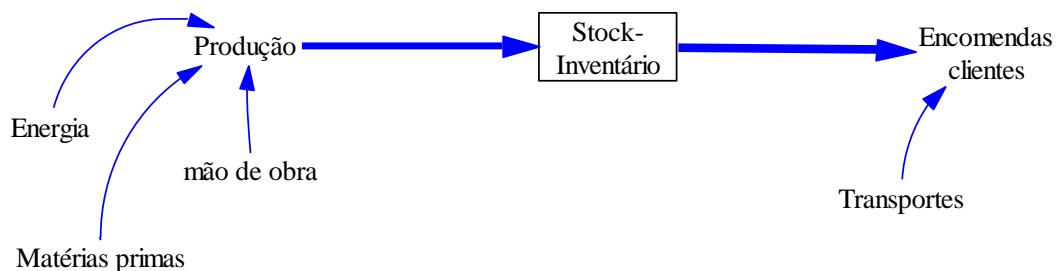 Produção
Stock-
Inventário
Encomendas
clientes
Energia
mão de obra
Transportes
Matérias primas